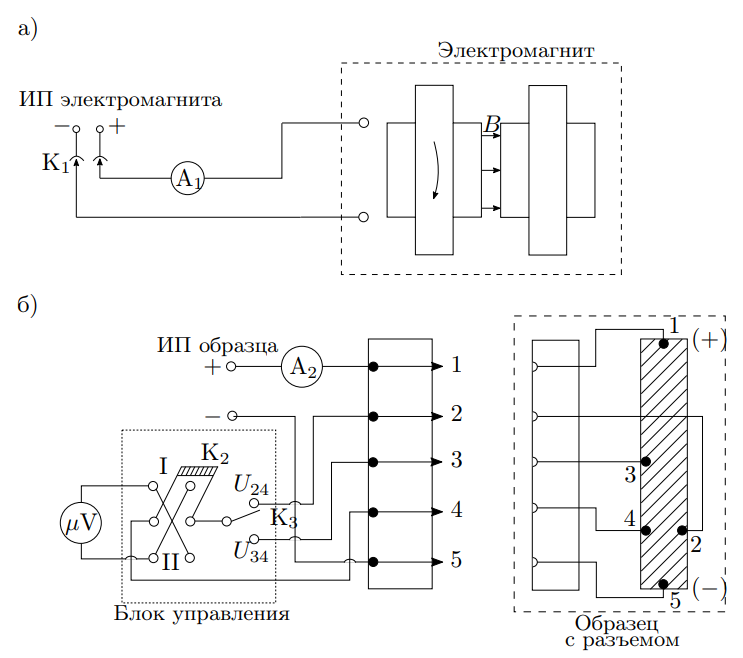 а)
Электромагнит
ИП электромагнита
− +
B
K1
A1
б)
ИП образца
+ A2 1
− 2
I K2
U24
3
μV
K3
4
U34
II
5
Блок управления
1
(+)
3
4
2
(−)
5
Образец
с разъемом